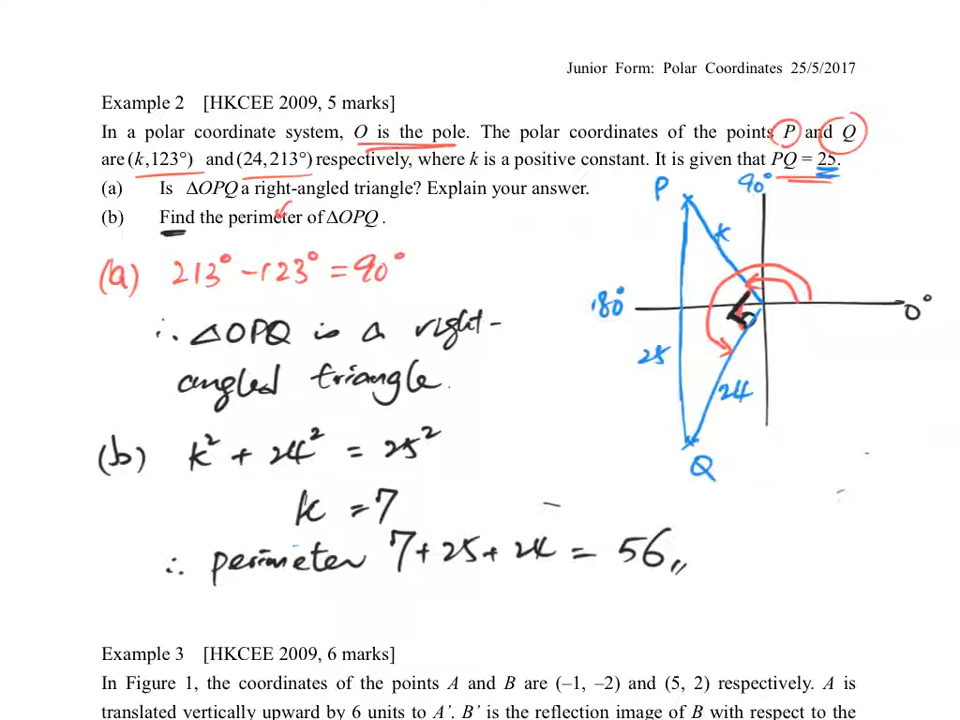 Junior Form: Polar Coordinates 25/5/2017
Example 2 [HKCEE 2009, 5 marks]
In a polar coordinate system, O is the pole. The polar coordinates of the points P and Q
are (k,123°) and (24,213°) respectively, where k is a positive constant. It is given that PQ = 25.
(a) Is ΔOPQ a right-angled triangle? Explain your answer.
(b) Find the perimeter of ΔOPQ.
P 90°
k
180° 0°
25
24
Q
(a) 213° - 123° = 90°
∴ △OPQ is a right-
angled triangle.
(b) k² + 24² = 25²
k = 7
∴ perimeter 7+25+24 = 56,,
Example 3 [HKCEE 2009, 6 marks]
In Figure 1, the coordinates of the points A and B are (–1, –2) and (5, 2) respectively. A is
translated vertically upward by 6 units to A'. B' is the reflection image of B with respect to the